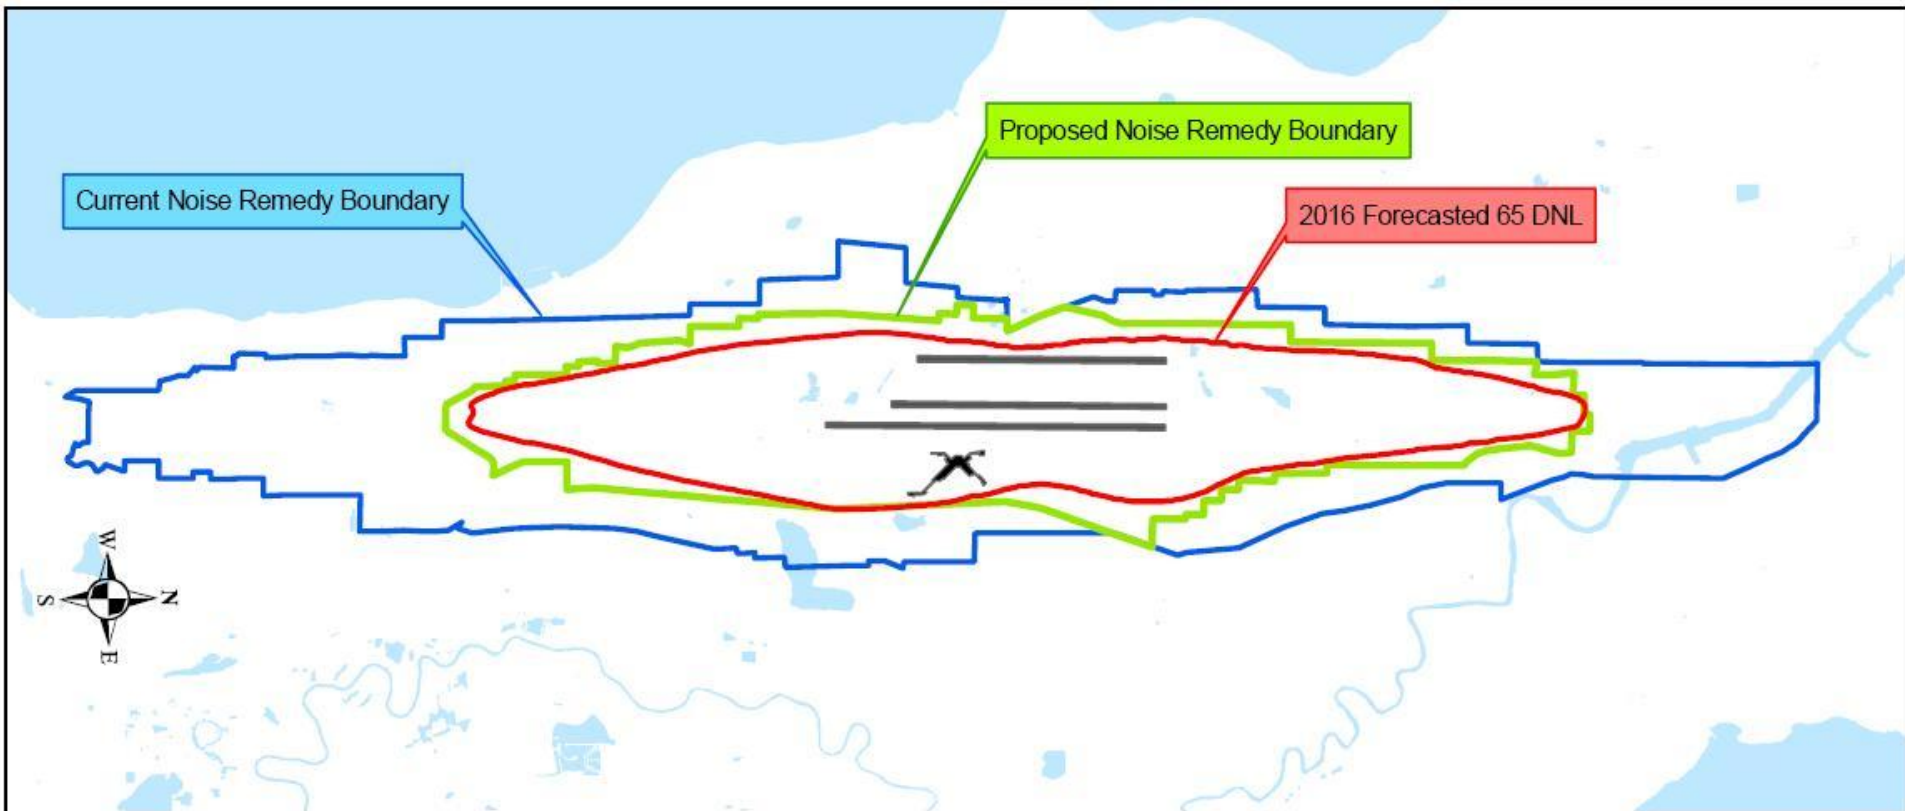 Proposed Noise Remedy Boundary
Current Noise Remedy Boundary
2016 Forecasted 65 DNL
W
S
N
E